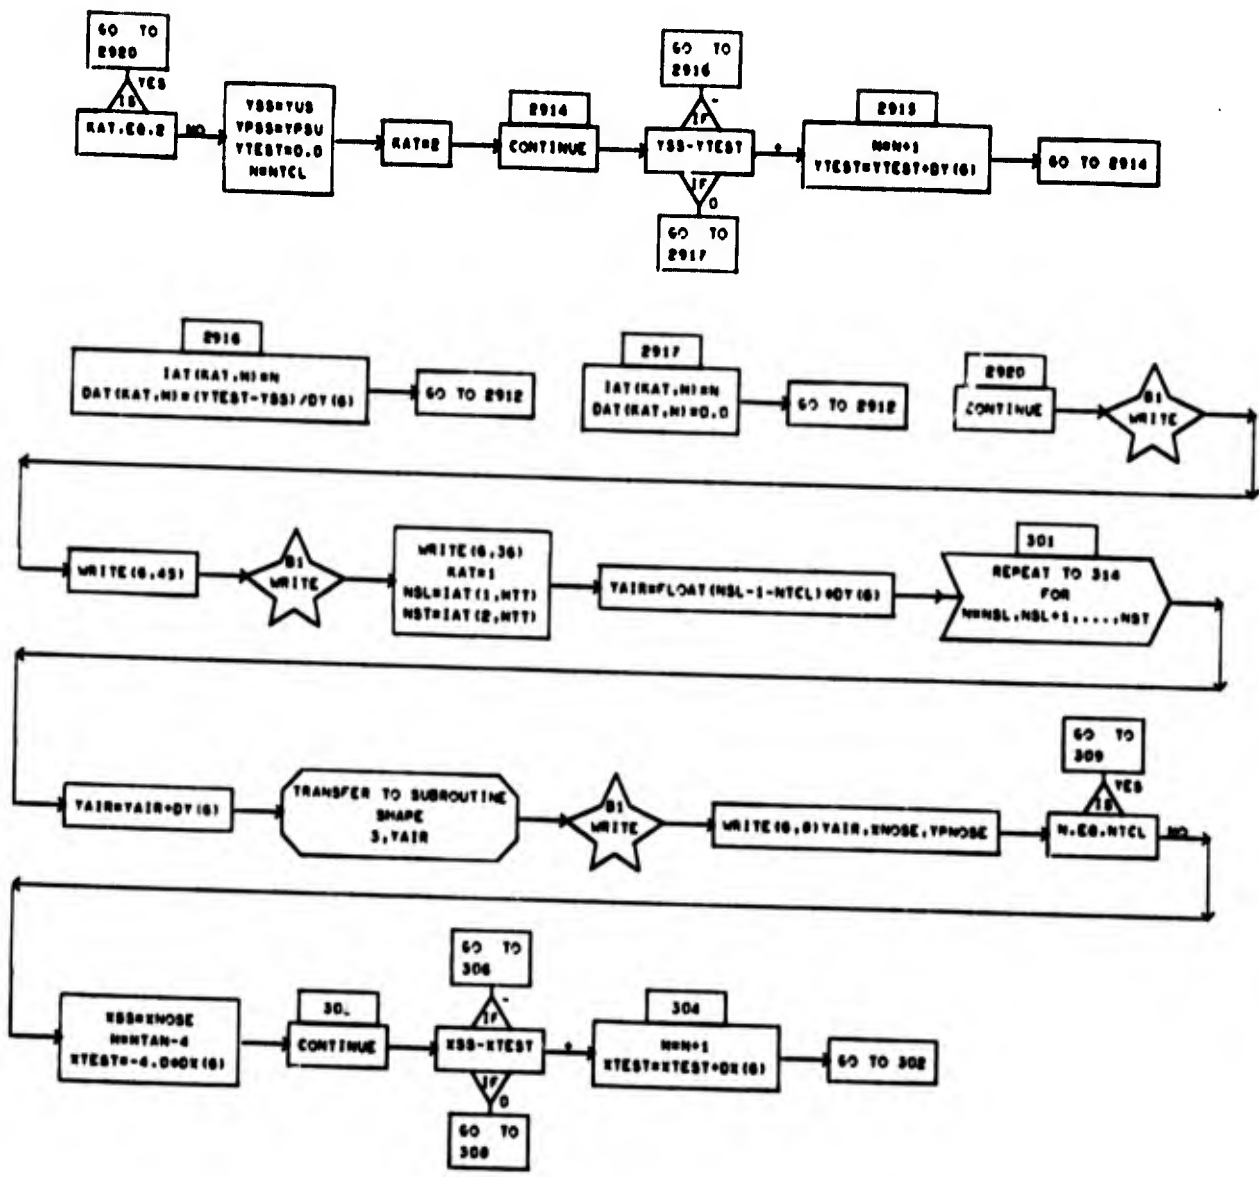 GO TO
2920
YES
IS
KAT.EQ.2
NO
YSS=YUS
YPSS=YPSU
YTEST=0.0
N=NTCL
KAT=2
2914
CONTINUE
GO TO
2916
-
IF
YSS-YTEST
+
IF
0
GO TO
2917
2915
N=N+1
YTEST=YTEST+DY(6)
GO TO 2914
2916
IAT(KAT,M)=N
DAT(KAT,M)=(YTEST-YSS)/DY(6)
GO TO 2912
2917
IAT(KAT,M)=N
DAT(KAT,M)=0.0
GO TO 2912
2920
CONTINUE
B1
WRITE
WRITE(6,45)
B1
WRITE
WRITE(6,36)
KAT=1
NSL=IAT(1,MTT)
NST=IAT(2,MTT)
YAIR=FLOAT(NSL-1-NTCL)*DY(6)
301
REPEAT TO 314
FOR
N=NSL,NSL+1,....,NST
YAIR=YAIR+DY(6)
TRANSFER TO SUBROUTINE
SHAPE
3,YAIR
B1
WRITE
WRITE(6,8)YAIR,XNOSE,YPNOSE
GO TO
309
YES
IS
N.EQ.NTCL
NO
XSS=XNOSE
M=MTAN-4
XTEST=-4.0*DX(6)
30
CONTINUE
GO TO
306
-
IF
XSS-XTEST
+
IF
0
GO TO
308
304
M=M+1
XTEST=XTEST+DX(6)
GO TO 302